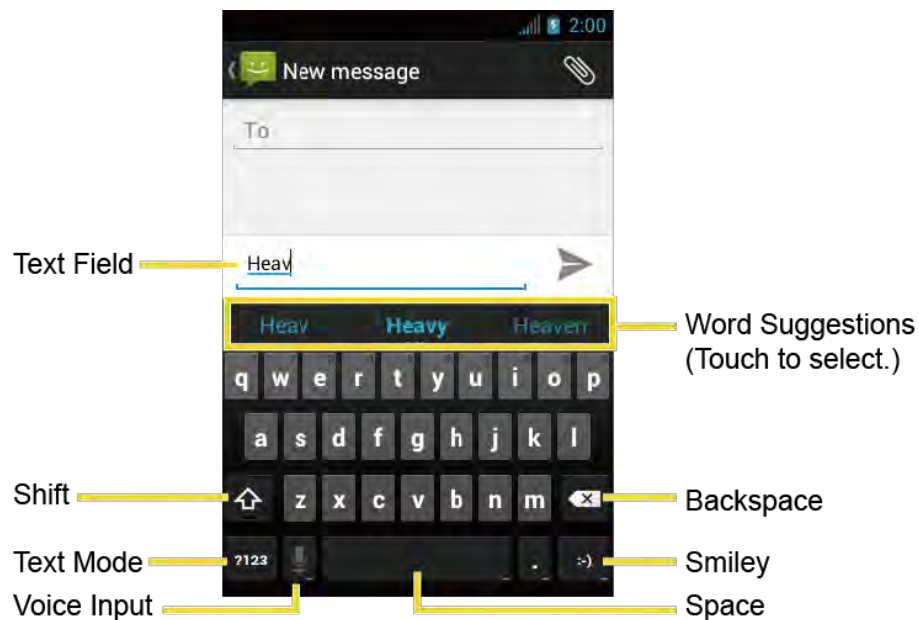 2:00
New message
To
Text Field
Heav
Heav Heavy Heaven
Word Suggestions
(Touch to select.)
q w e r t y u i o p
a s d f g h j k l
Shift
z x c v b n m
Backspace
Text Mode
?123
.
:-)
Smiley
Voice Input
Space